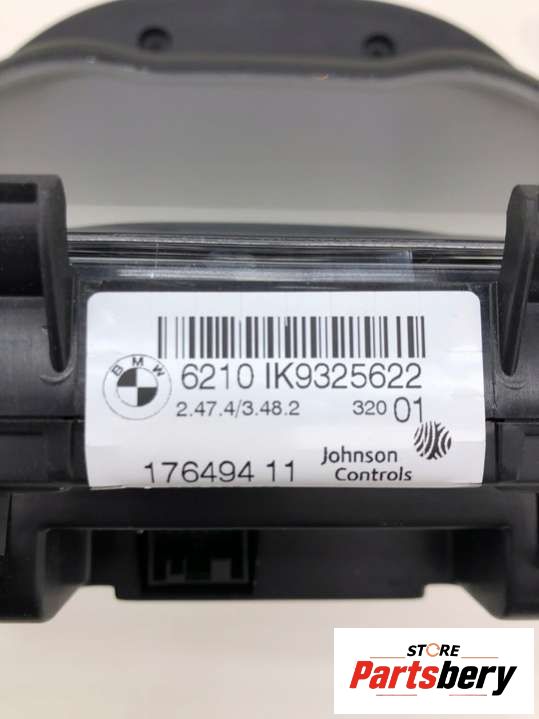 BMW
6210 IK9325622
2.47.4/3.48.2 320 01
176494 11 Johnson
Controls
STORE
Partsbery